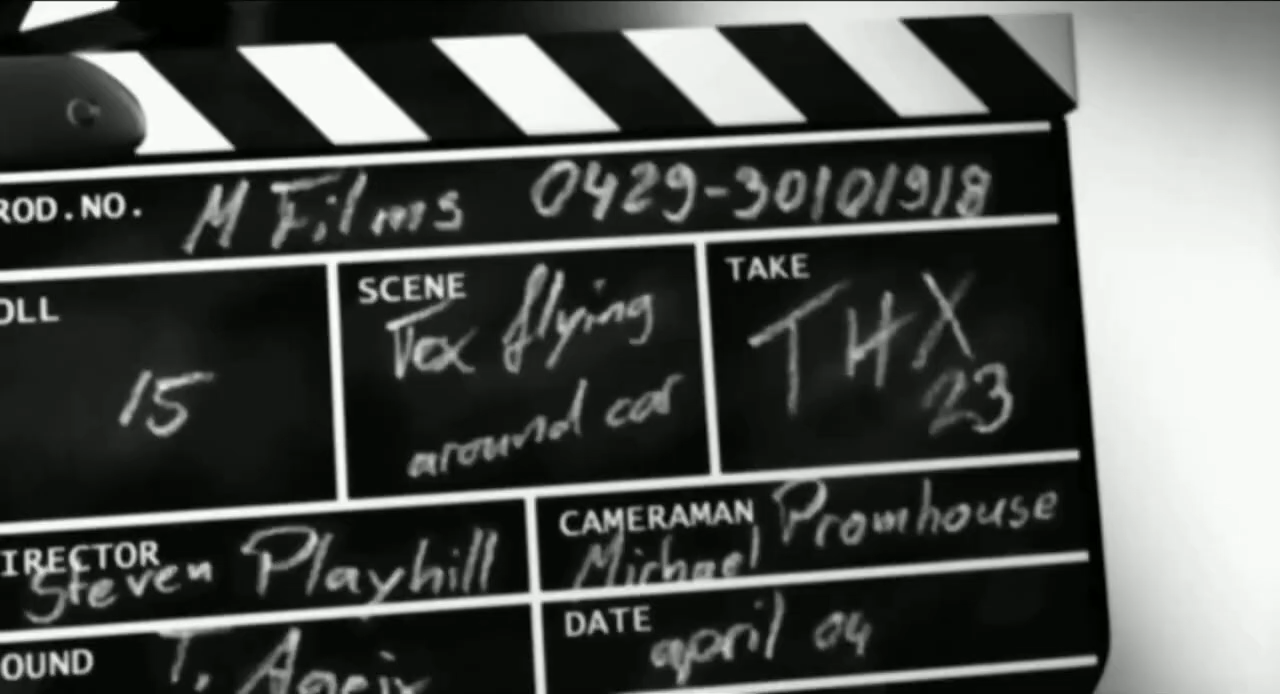 ROD.NO. M Films 0429-30101918
OLL
15
SCENE
Tox flying
around car
TAKE
THX
23
IRECTOR
Steven Playhill
CAMERAMAN Promhouse
Michael
OUND T.
DATE
april 04